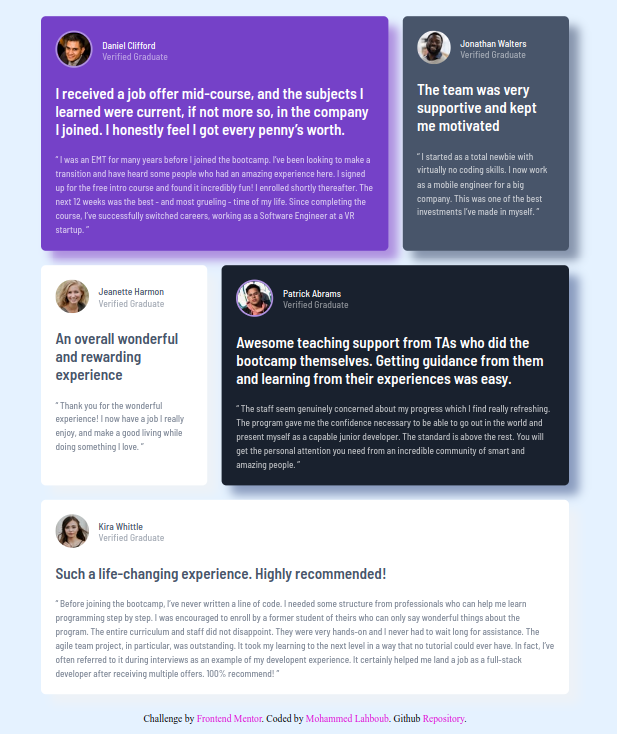 Daniel Clifford
Verified Graduate
I received a job offer mid-course, and the subjects I
learned were current, if not more so, in the company
I joined. I honestly feel I got every penny’s worth.
“ I was an EMT for many years before I joined the bootcamp. I’ve been looking to make a
transition and have heard some people who had an amazing experience here. I signed
up for the free intro course and found it incredibly fun! I enrolled shortly thereafter. The
next 12 weeks was the best - and most grueling - time of my life. Since completing the
course, I’ve successfully switched careers, working as a Software Engineer at a VR
startup. ”
Jonathan Walters
Verified Graduate
The team was very
supportive and kept
me motivated
“ I started as a total newbie with
virtually no coding skills. I now work
as a mobile engineer for a big
company. This was one of the best
investments I’ve made in myself. ”
Jeanette Harmon
Verified Graduate
An overall wonderful
and rewarding
experience
“ Thank you for the wonderful
experience! I now have a job I really
enjoy, and make a good living while
doing something I love. ”
Patrick Abrams
Verified Graduate
Awesome teaching support from TAs who did the
bootcamp themselves. Getting guidance from them
and learning from their experiences was easy.
“ The staff seem genuinely concerned about my progress which I find really refreshing.
The program gave me the confidence necessary to be able to go out in the world and
present myself as a capable junior developer. The standard is above the rest. You will
get the personal attention you need from an incredible community of smart and
amazing people. ”
Kira Whittle
Verified Graduate
Such a life-changing experience. Highly recommended!
“ Before joining the bootcamp, I’ve never written a line of code. I needed some structure from professionals who can help me learn
programming step by step. I was encouraged to enroll by a former student of theirs who can only say wonderful things about the
program. The entire curriculum and staff did not disappoint. They were very hands-on and I never had to wait long for assistance. The
agile team project, in particular, was outstanding. It took my learning to the next level in a way that no tutorial could ever have. In fact, I’ve
often referred to it during interviews as an example of my developent experience. It certainly helped me land a job as a full-stack
developer after receiving multiple offers. 100% recommend! ”
Challenge by Frontend Mentor. Coded by Mohammed Lahboub. Github Repository.